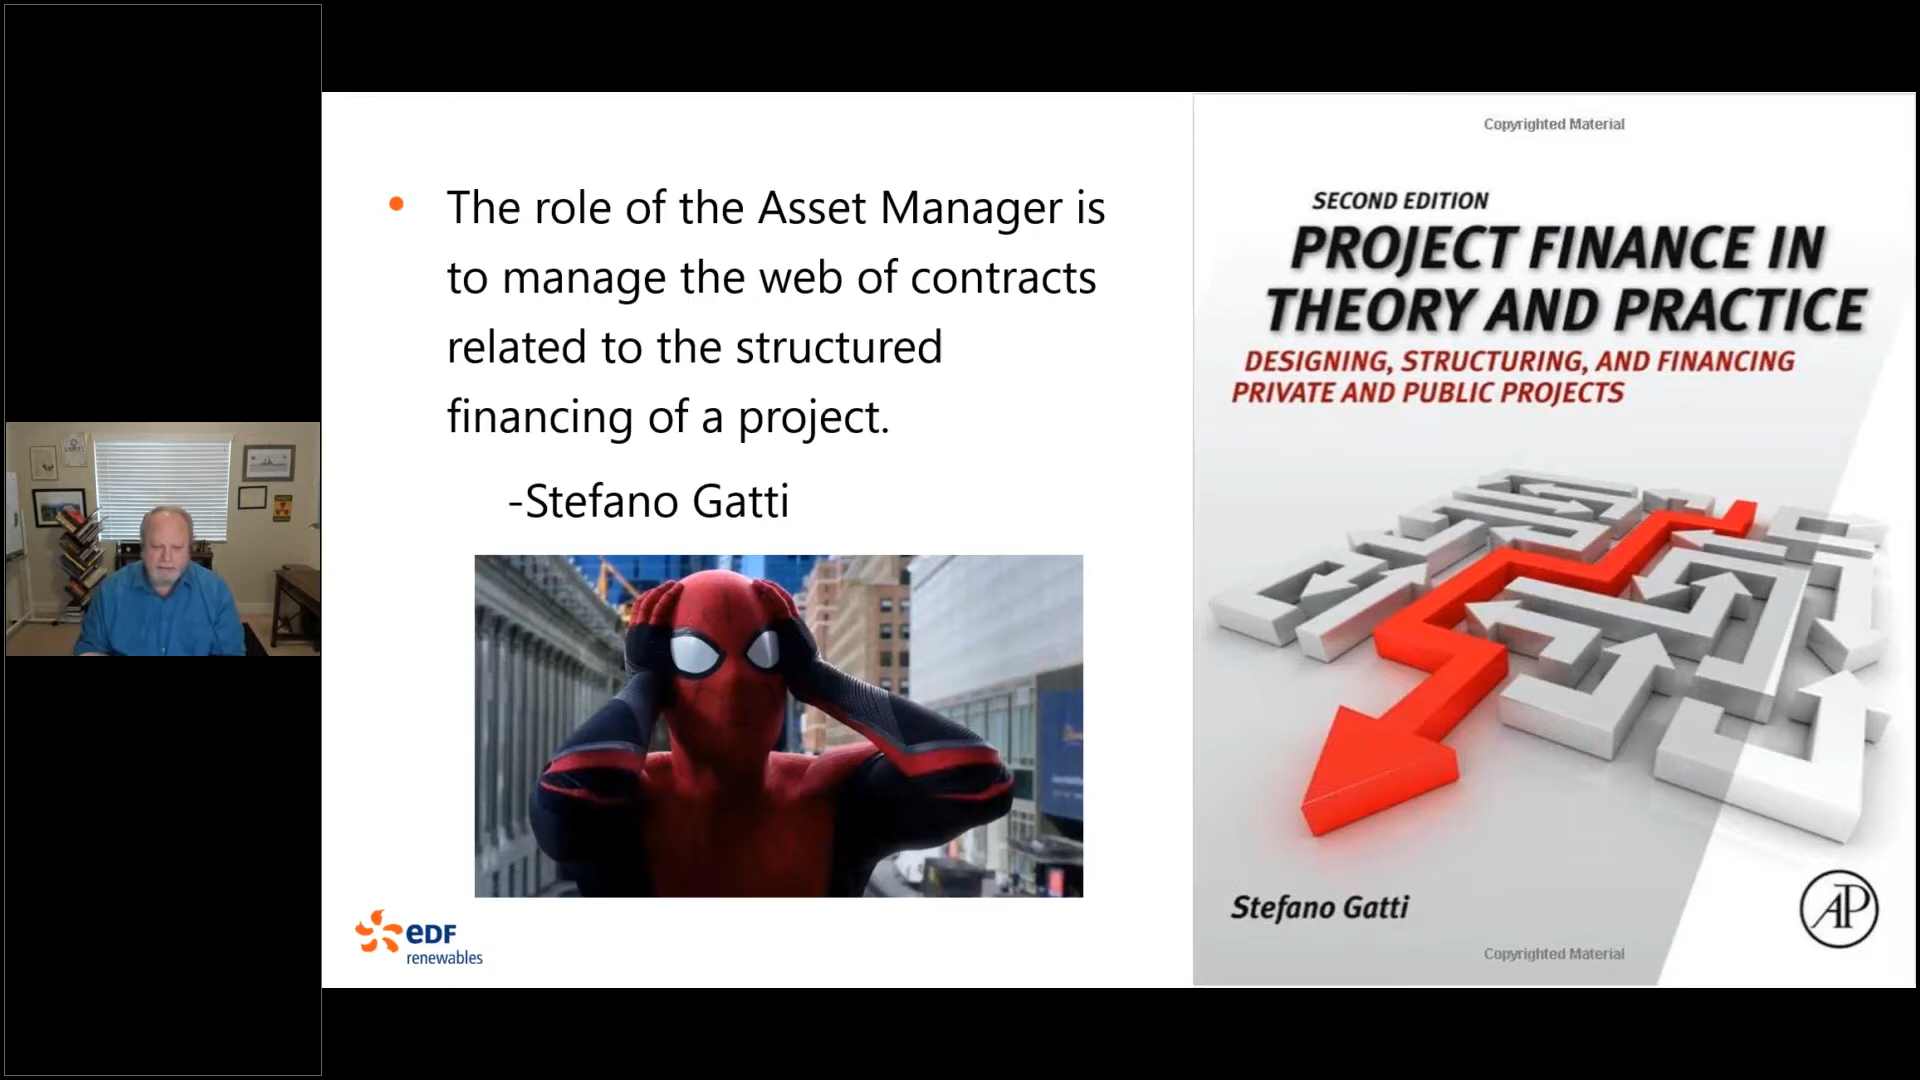 The role of the Asset Manager is
to manage the web of contracts
related to the structured
financing of a project.
-Stefano Gatti
eDF
renewables
Copyrighted Material
SECOND EDITION
PROJECT FINANCE IN
THEORY AND PRACTICE
DESIGNING, STRUCTURING, AND FINANCING
PRIVATE AND PUBLIC PROJECTS
Stefano Gatti
AP
Copyrighted Material